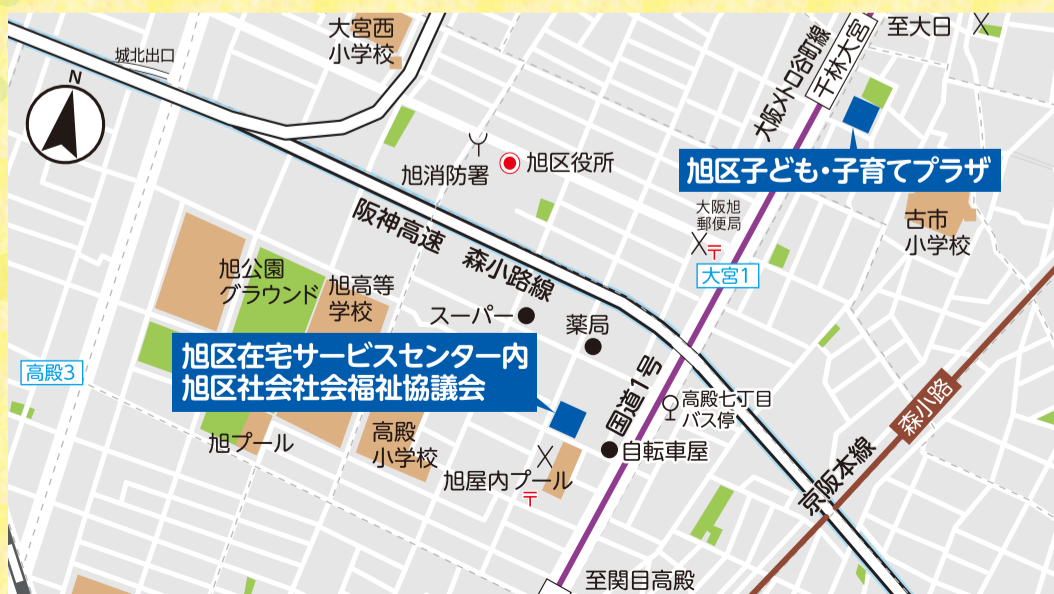 大宮西
小学校
至大日
城北出口
N
大阪メトロ谷町線
千林大宮
旭消防署
旭区役所
旭区子ども・子育てプラザ
大阪旭
郵便局
古市
小学校
阪神高速 森小路線
大宮1
旭公園
グラウンド
旭高等
学校
スーパー
薬局
旭区在宅サービスセンター内
旭区社会社会福祉協議会
高殿3
国道1号
高殿七丁目
バス停
森小路
旭プール
高殿
小学校
自転車屋
旭屋内プール
京阪本線
至関目高殿